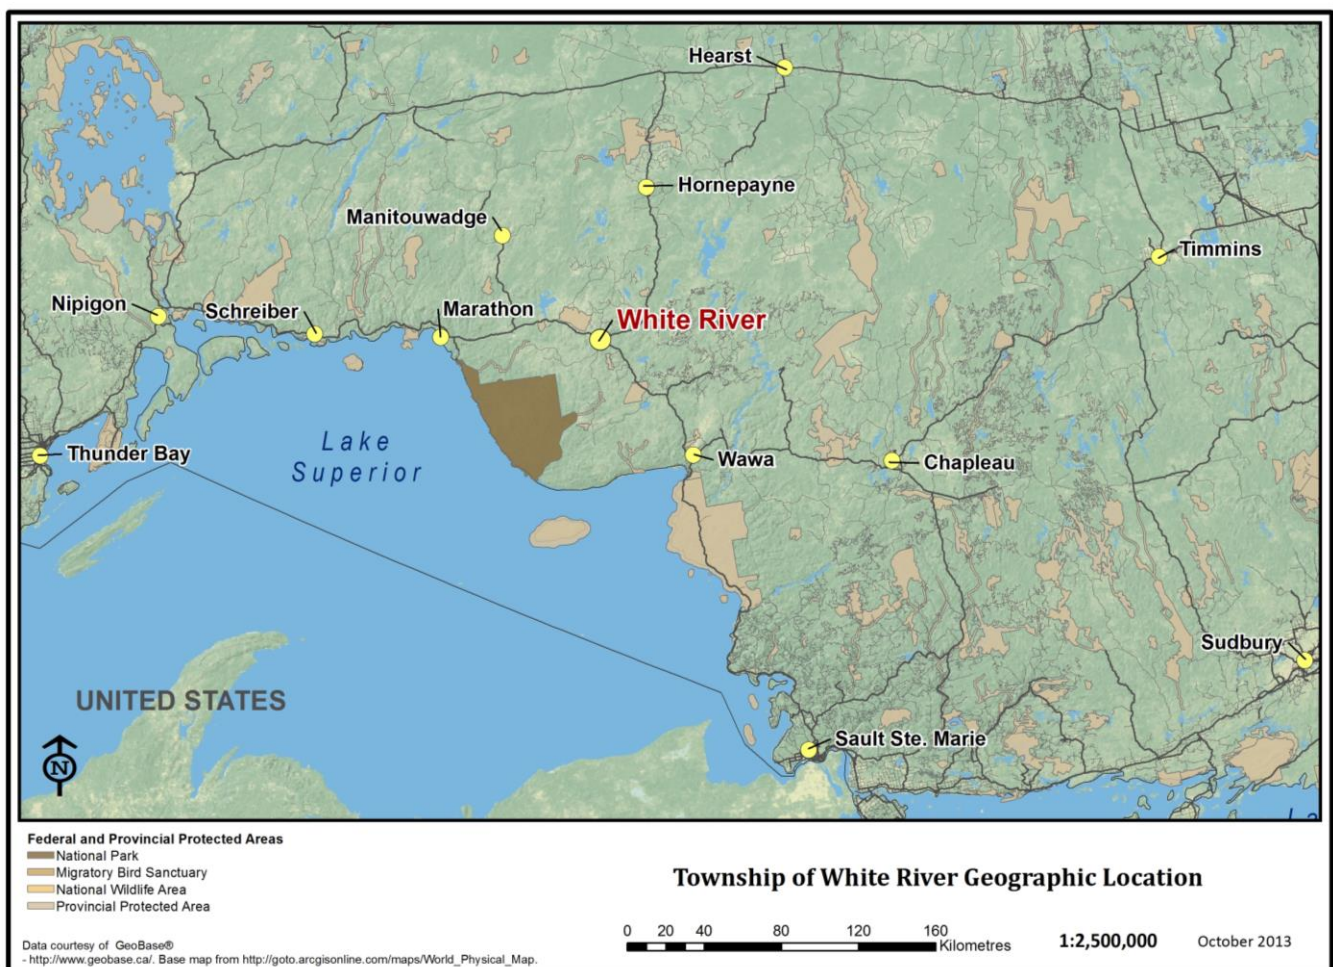 Hearst
Hornepayne
Manitouwadge
Timmins
Nipigon
Schreiber
Marathon
White River
Thunder Bay
Lake
Superior
Wawa
Chapleau
Sudbury
UNITED STATES
Sault Ste. Marie
N
La
Federal and Provincial Protected Areas
National Park
Migratory Bird Sanctuary
National Wildlife Area
Provincial Protected Area
Data courtesy of GeoBase®
- http://www.geobase.ca/. Base map from http://goto.arcgisonline.com/maps/World_Physical_Map.
Township of White River Geographic Location
0 20 40 80 120 160
Kilometres
1:2,500,000
October 2013